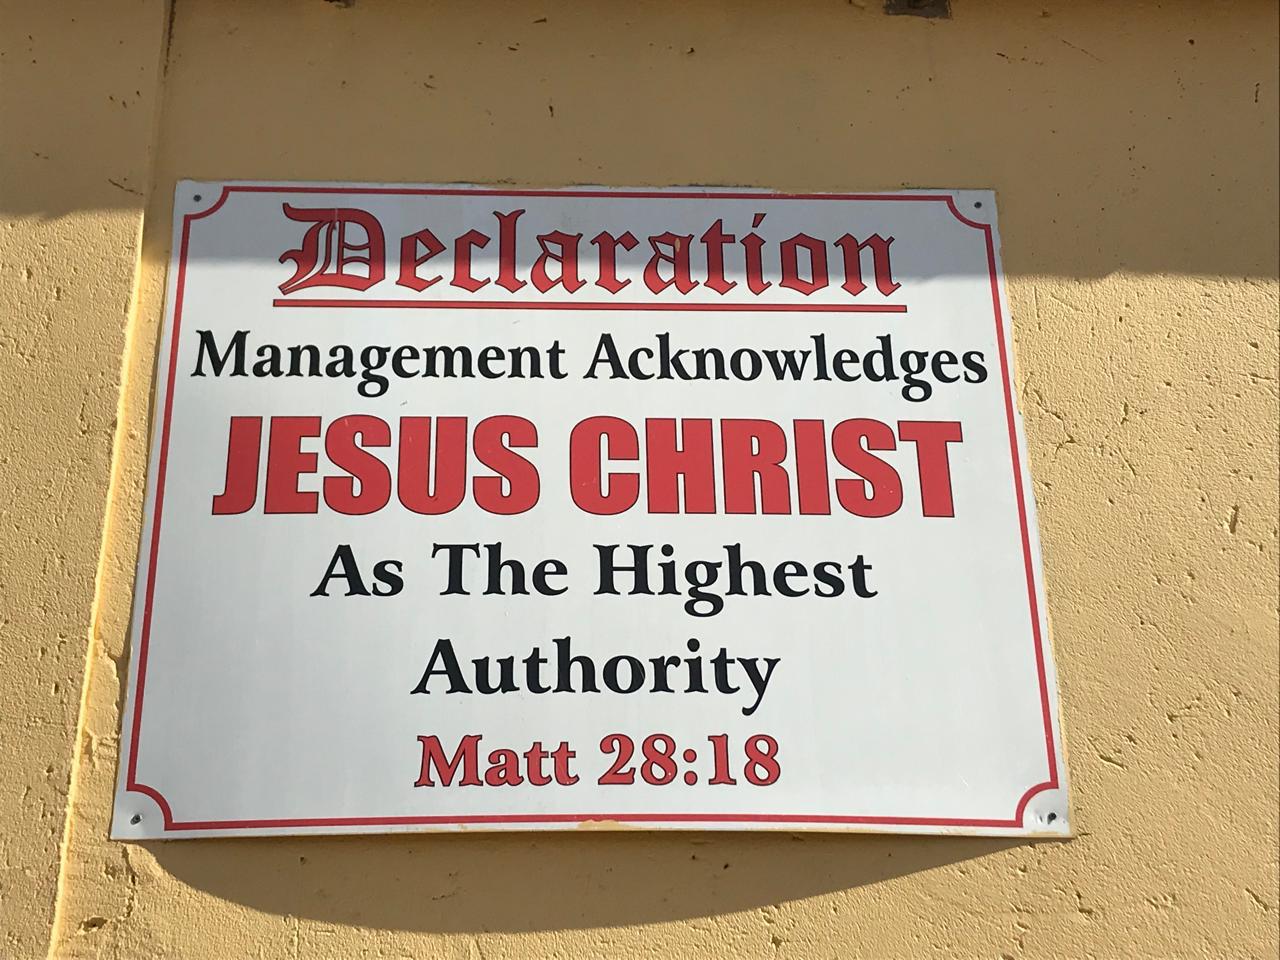 Declaration
Management Acknowledges
JESUS CHRIST
As The Highest
Authority
Matt 28:18